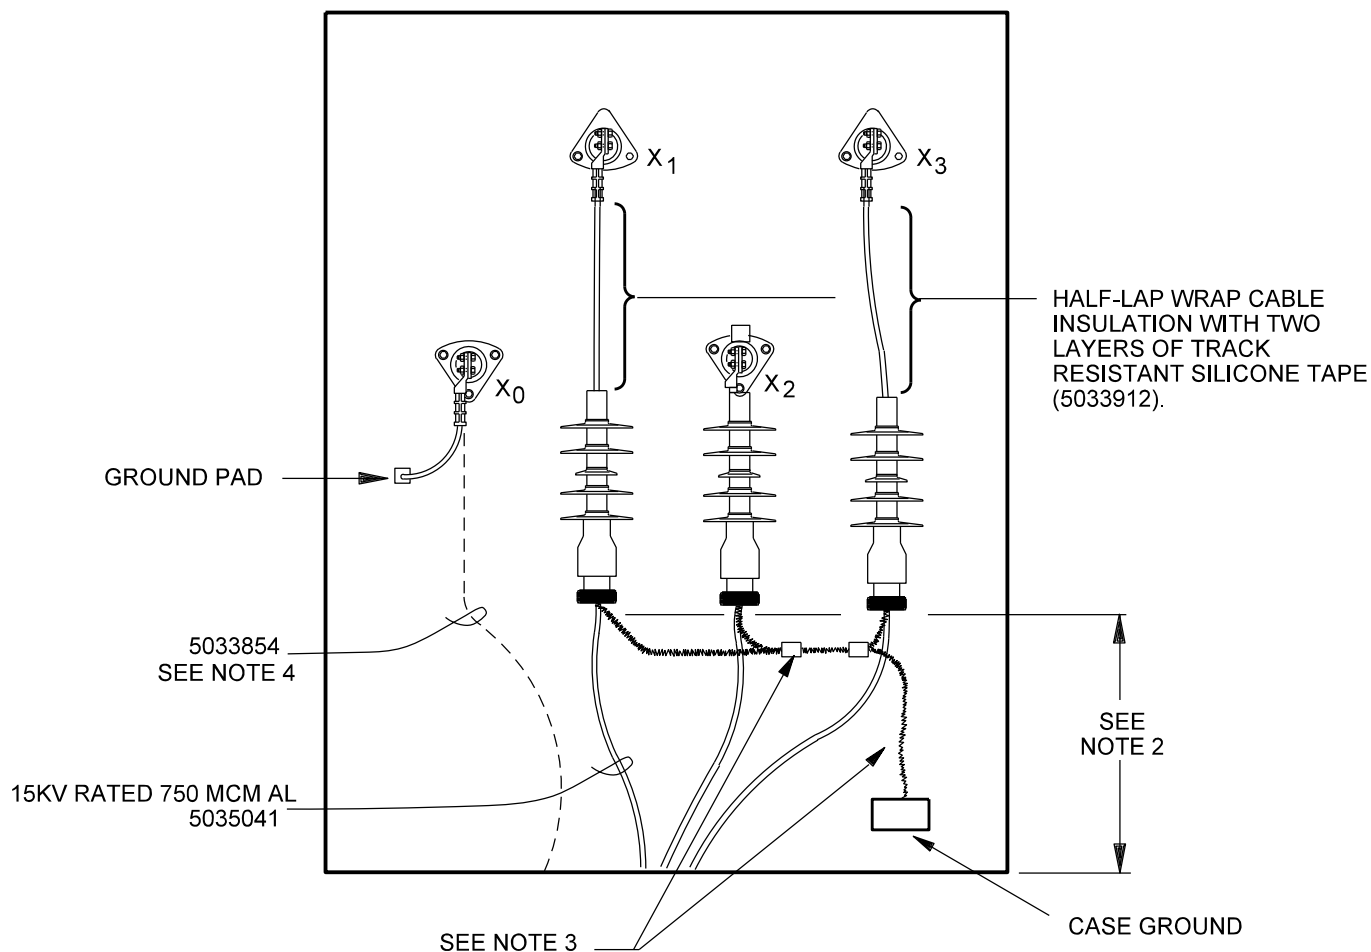 X1
X3
HALF-LAP WRAP CABLE
INSULATION WITH TWO
LAYERS OF TRACK
RESISTANT SILICONE TAPE
(5033912).
X2
X0
GROUND PAD
5033854
SEE NOTE 4
SEE
NOTE 2
15KV RATED 750 MCM AL
5035041
CASE GROUND
SEE NOTE 3